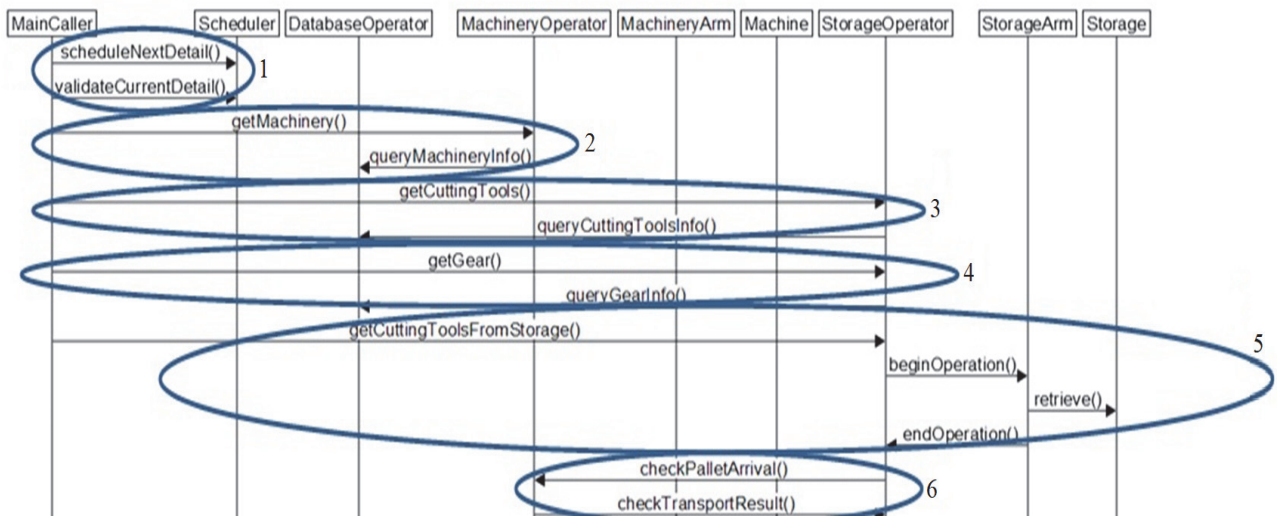 MainCaller Scheduler DatabaseOperator MachineryOperator MachineryArm Machine StorageOperator StorageArm Storage
scheduleNextDetail()
1
validateCurrentDetail()
getMachinery()
2
queryMachineryInfo()
getCuttingTools()
3
queryCuttingToolsInfo()
getGear()
4
queryGearInfo()
getCuttingToolsFromStorage()
5
beginOperation()
retrieve()
endOperation()
checkPalletArrival()
6
checkTransportResult()